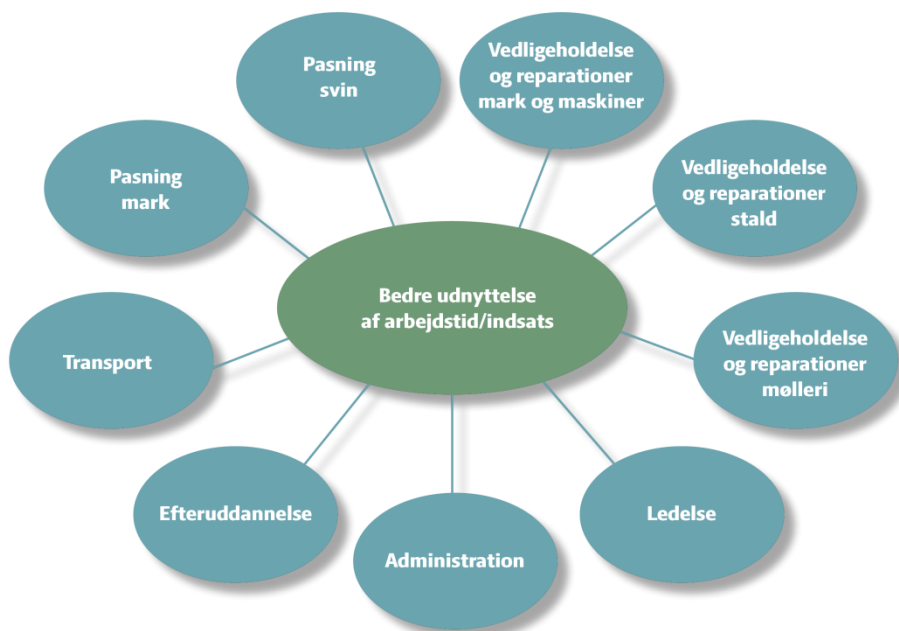 Pasning
svin
Vedligeholdelse
og reparationer
mark og maskiner
Pasning
mark
Vedligeholdelse
og reparationer
stald
Bedre udnyttelse
af arbejdstid/indsats
Transport
Vedligeholdelse
og reparationer
mølleri
Efteruddannelse
Administration
Ledelse